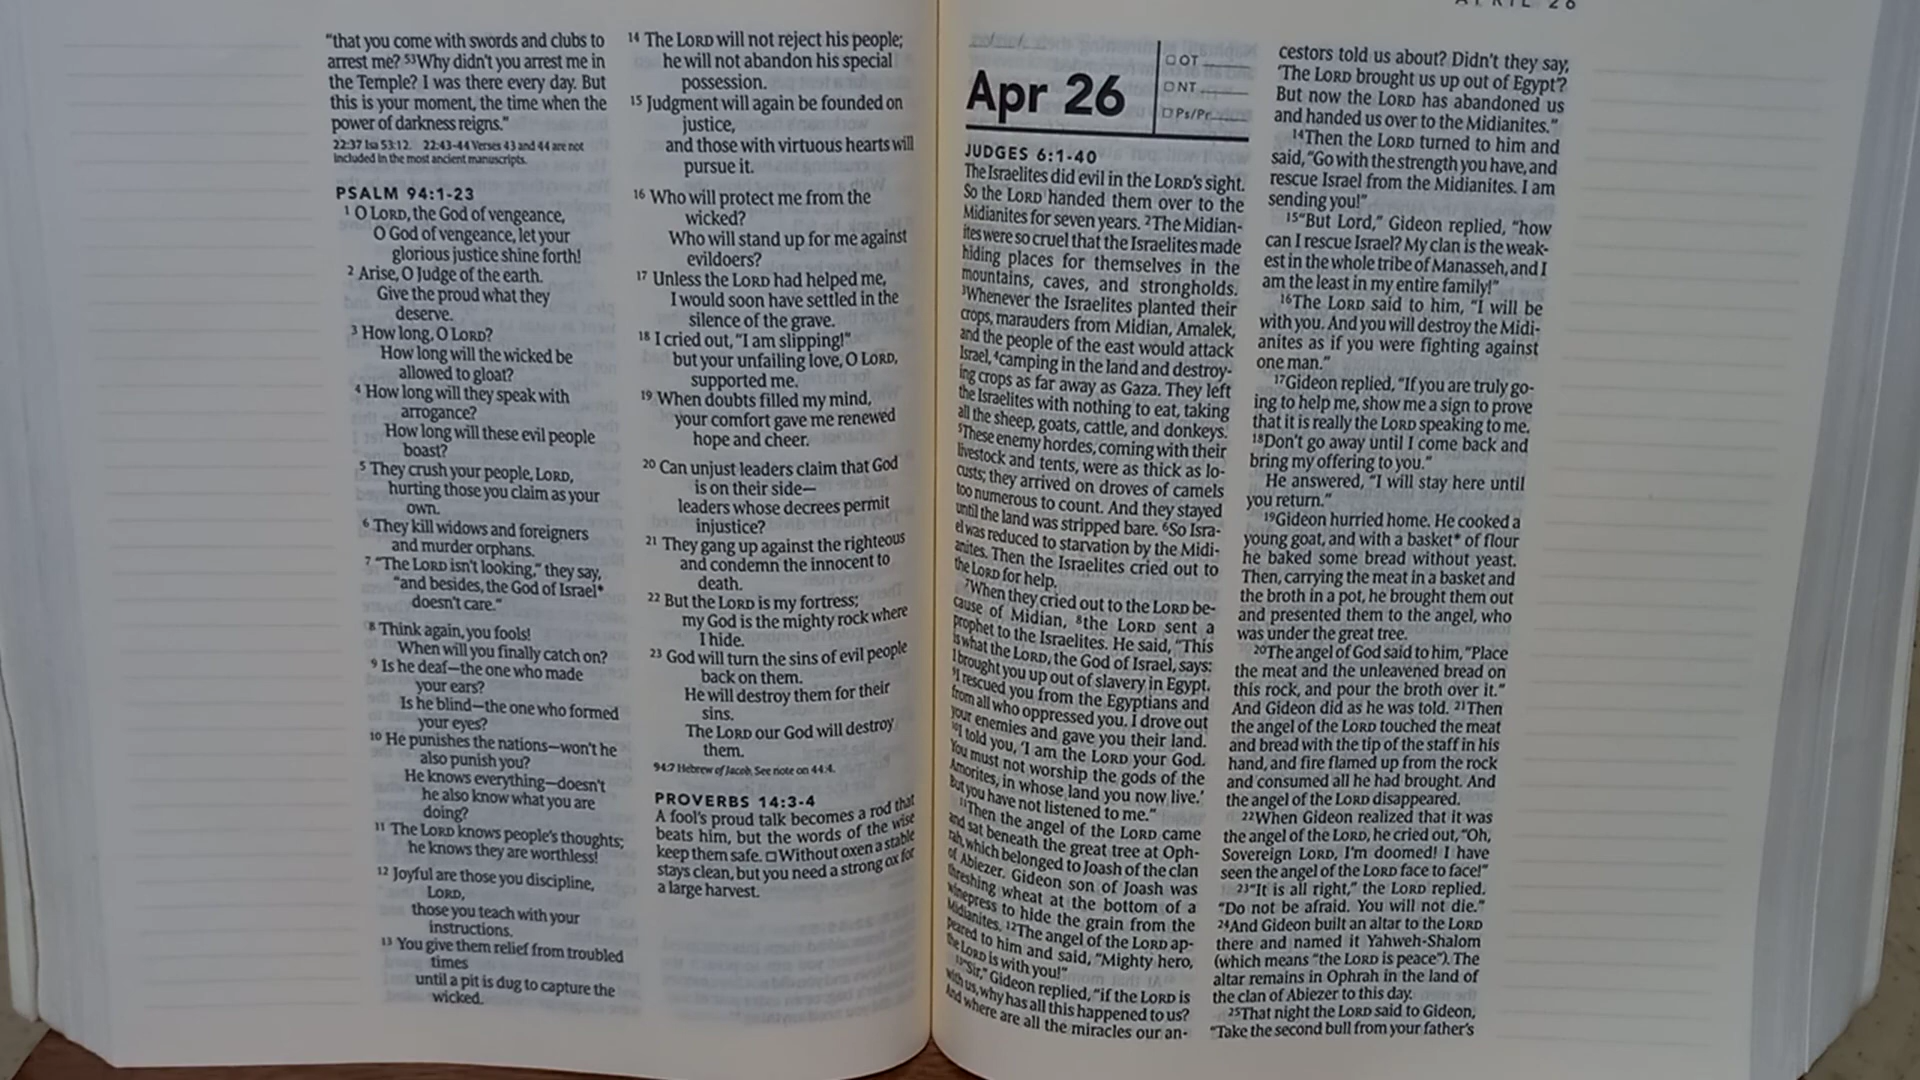 "that you come with swords and clubs to
arrest me? 53Why didn't you arrest me in
the Temple? I was there every day. But
this is your moment, the time when the
power of darkness reigns."
22:37 Isa 53:12. 22:43-44 Verses 43 and 44 are not
included in the most ancient manuscripts.
PSALM 94:1-23
1 O LORD, the God of vengeance,
O God of vengeance, let your
glorious justice shine forth!
2 Arise, O Judge of the earth.
Give the proud what they
deserve.
3 How long, O LORD?
How long will the wicked be
allowed to gloat?
4 How long will they speak with
arrogance?
How long will these evil people
boast?
5 They crush your people, LORD,
hurting those you claim as your
own.
6 They kill widows and foreigners
and murder orphans.
7 "The LORD isn't looking," they say,
"and besides, the God of Israel*
doesn't care."
8 Think again, you fools!
When will you finally catch on?
9 Is he deaf—the one who made
your ears?
Is he blind—the one who formed
your eyes?
10 He punishes the nations—won't he
also punish you?
He knows everything—doesn't
he also know what you are
doing?
11 The LORD knows people's thoughts;
he knows they are worthless!
12 Joyful are those you discipline,
LORD,
those you teach with your
instructions.
13 You give them relief from troubled
times
until a pit is dug to capture the
wicked.
14 The LORD will not reject his people;
he will not abandon his special
possession.
15 Judgment will again be founded on
justice,
and those with virtuous hearts will
pursue it.
16 Who will protect me from the
wicked?
Who will stand up for me against
evildoers?
17 Unless the LORD had helped me,
I would soon have settled in the
silence of the grave.
18 I cried out, "I am slipping!"
but your unfailing love, O LORD,
supported me.
19 When doubts filled my mind,
your comfort gave me renewed
hope and cheer.
20 Can unjust leaders claim that God
is on their side—
leaders whose decrees permit
injustice?
21 They gang up against the righteous
and condemn the innocent to
death.
22 But the LORD is my fortress;
my God is the mighty rock where
I hide.
23 God will turn the sins of evil people
back on them.
He will destroy them for their
sins.
The LORD our God will destroy
them.
94:7 Hebrew of Jacob. See note on 44:4.
PROVERBS 14:3-4
A fool's proud talk becomes a rod that
beats him, but the words of the wise
keep them safe. □ Without oxen a stable
stays clean, but you need a strong ox for
a large harvest.
APRIL 26
Apr 26
□ OT
□ NT
□ Ps/Pr
JUDGES 6:1-40
The Israelites did evil in the LORD's sight.
So the LORD handed them over to the
Midianites for seven years. 2The Midian-
ites were so cruel that the Israelites made
hiding places for themselves in the
mountains, caves, and strongholds.
3Whenever the Israelites planted their
crops, marauders from Midian, Amalek,
and the people of the east would attack
Israel, 4camping in the land and destroy-
ing crops as far away as Gaza. They left
the Israelites with nothing to eat, taking
all the sheep, goats, cattle, and donkeys.
5These enemy hordes, coming with their
livestock and tents, were as thick as lo-
custs; they arrived on droves of camels
too numerous to count. And they stayed
until the land was stripped bare. 6So Isra-
el was reduced to starvation by the Midi-
anites. Then the Israelites cried out to
the LORD for help.
7When they cried out to the LORD be-
cause of Midian, 8the LORD sent a
prophet to the Israelites. He said, "This
is what the LORD, the God of Israel, says:
I brought you up out of slavery in Egypt.
9I rescued you from the Egyptians and
from all who oppressed you. I drove out
your enemies and gave you their land.
10I told you, 'I am the LORD your God.
You must not worship the gods of the
Amorites, in whose land you now live.'
But you have not listened to me."
11Then the angel of the LORD came
and sat beneath the great tree at Oph-
rah, which belonged to Joash of the clan
of Abiezer. Gideon son of Joash was
threshing wheat at the bottom of a
winepress to hide the grain from the
Midianites. 12The angel of the LORD ap-
peared to him and said, "Mighty hero,
the LORD is with you!"
13"Sir," Gideon replied, "if the LORD is
with us, why has all this happened to us?
And where are all the miracles our an-
cestors told us about? Didn't they say,
'The LORD brought us up out of Egypt'?
But now the LORD has abandoned us
and handed us over to the Midianites."
14Then the LORD turned to him and
said, "Go with the strength you have, and
rescue Israel from the Midianites. I am
sending you!"
15"But Lord," Gideon replied, "how
can I rescue Israel? My clan is the weak-
est in the whole tribe of Manasseh, and I
am the least in my entire family!"
16The LORD said to him, "I will be
with you. And you will destroy the Midi-
anites as if you were fighting against
one man."
17Gideon replied, "If you are truly go-
ing to help me, show me a sign to prove
that it is really the LORD speaking to me.
18Don't go away until I come back and
bring my offering to you."
He answered, "I will stay here until
you return."
19Gideon hurried home. He cooked a
young goat, and with a basket* of flour
he baked some bread without yeast.
Then, carrying the meat in a basket and
the broth in a pot, he brought them out
and presented them to the angel, who
was under the great tree.
20The angel of God said to him, "Place
the meat and the unleavened bread on
this rock, and pour the broth over it."
And Gideon did as he was told. 21Then
the angel of the LORD touched the meat
and bread with the tip of the staff in his
hand, and fire flamed up from the rock
and consumed all he had brought. And
the angel of the LORD disappeared.
22When Gideon realized that it was
the angel of the LORD, he cried out, "Oh,
Sovereign LORD, I'm doomed! I have
seen the angel of the LORD face to face!"
23"It is all right," the LORD replied.
"Do not be afraid. You will not die."
24And Gideon built an altar to the LORD
there and named it Yahweh-Shalom
(which means "the LORD is peace"). The
altar remains in Ophrah in the land of
the clan of Abiezer to this day.
25That night the LORD said to Gideon,
"Take the second bull from your father's